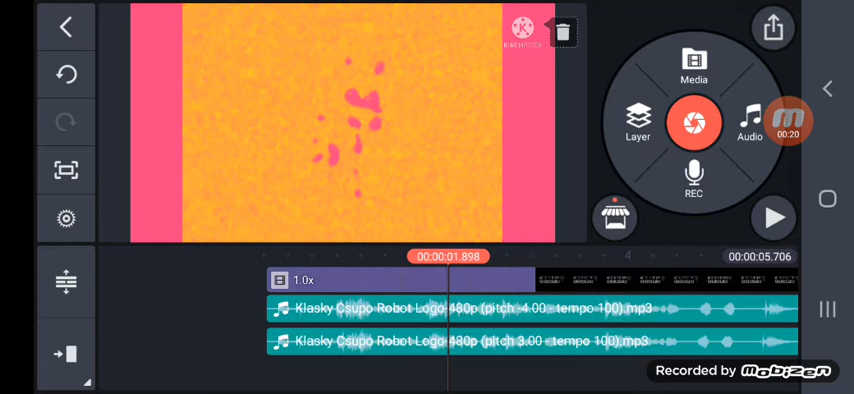 KINEMASTER
Media
Layer
Audio
00:20
REC
00:00:01.898
4
00:00:05.706
1.0x
Klasky Csupo Robot Logo 480p (pitch -4.00 - tempo 100).mp3
Klasky Csupo Robot Logo 480p (pitch 3.00 - tempo 100).mp3
Recorded by mobizen